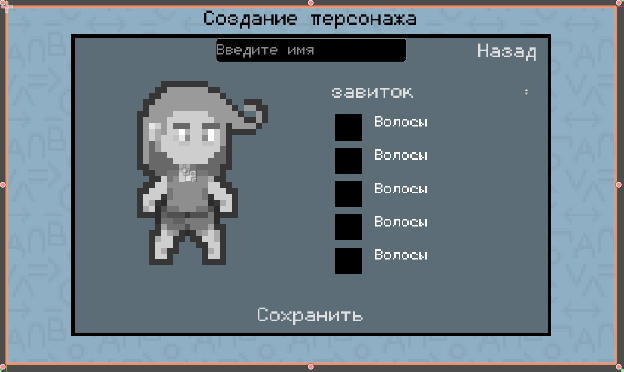 Создание персонажа
Введите имя
Назад
завиток
Волосы
Волосы
Волосы
Волосы
Волосы
Сохранить